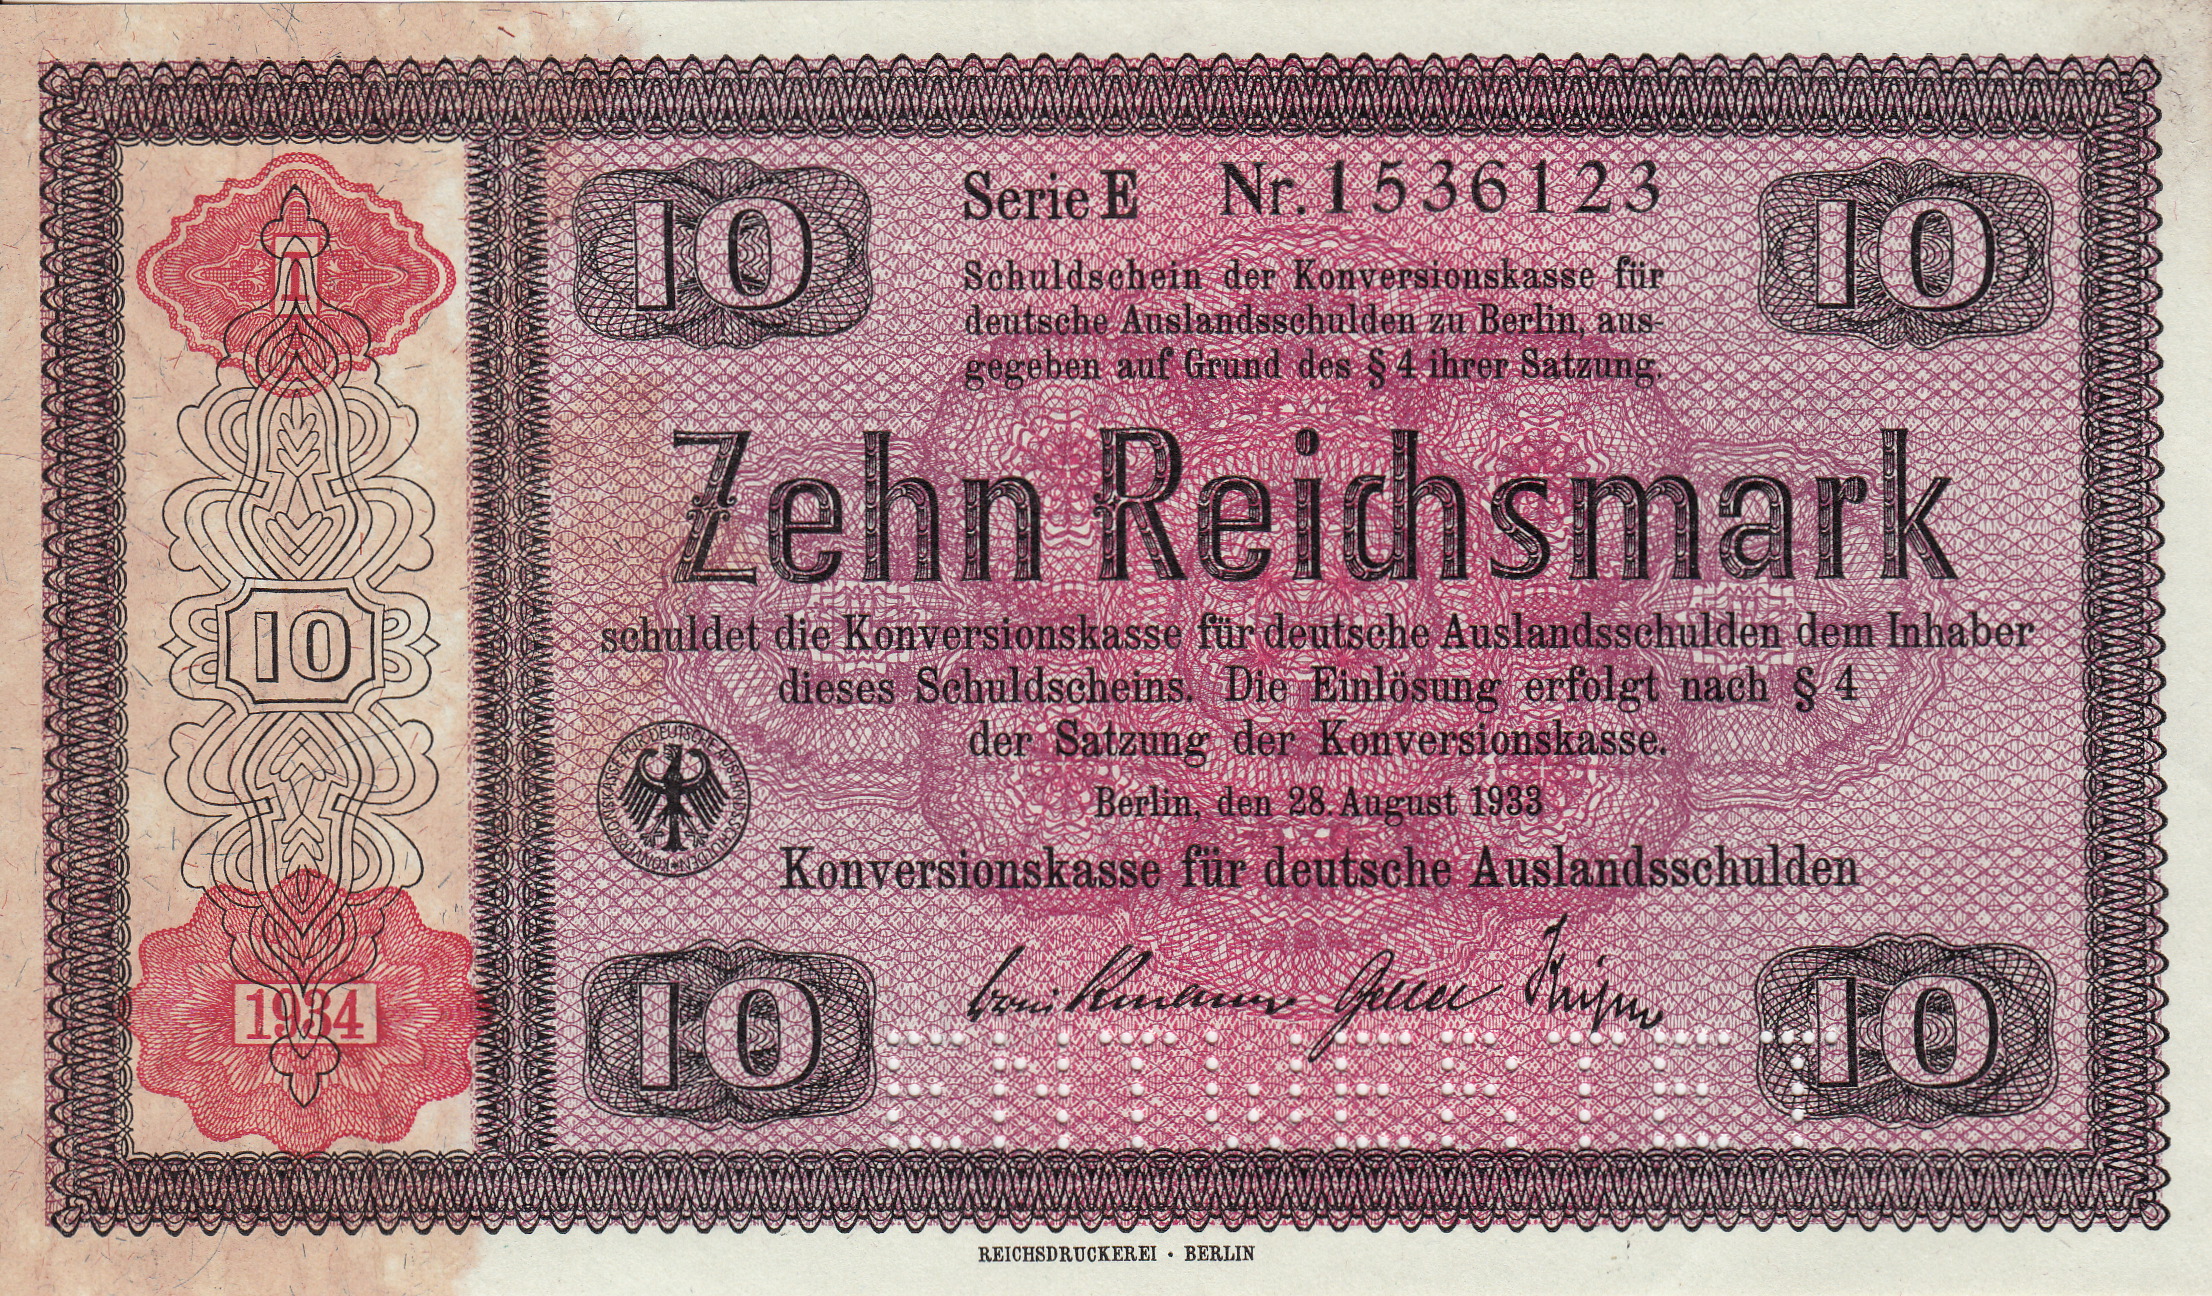 10
Serie E Nr. 1536123
10
Schuldschein der Konversionskasse für
deutsche Auslandsschulden zu Berlin, aus-
gegeben auf Grund des § 4 ihrer Satzung.
Zehn Reichsmark
10
schuldet die Konversionskasse für deutsche Auslandsschulden dem Inhaber
dieses Schuldscheins. Die Einlösung erfolgt nach § 4
der Satzung der Konversionskasse.
Berlin, den 28. August 1933
Konversionskasse für deutsche Auslandsschulden
1934
10
10
ENTWERTET
REICHSDRUCKEREI · BERLIN